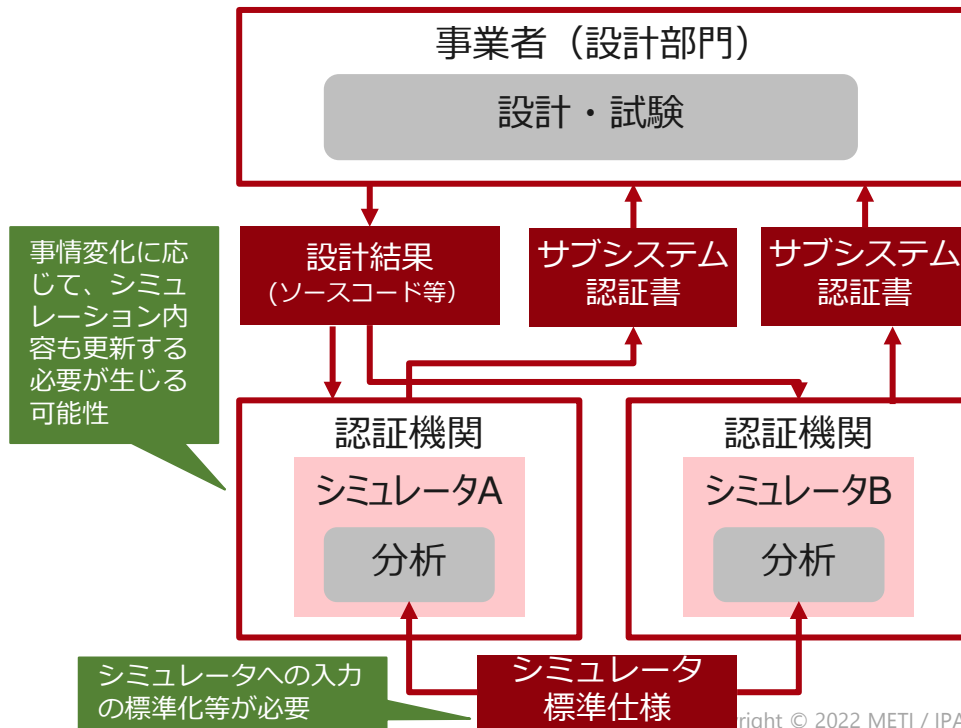 事業者（設計部門）
設計・試験
事情変化に応
じて、シミュ
レーション内
容も更新する
必要が生じる
可能性
設計結果
(ソースコード等）
サブシステム
認証書
サブシステム
認証書
認証機関
シミュレータA
分析
認証機関
シミュレータB
分析
シミュレータへの入力
の標準化等が必要
シミュレータ
標準仕様
right © 2022 METI / IPA